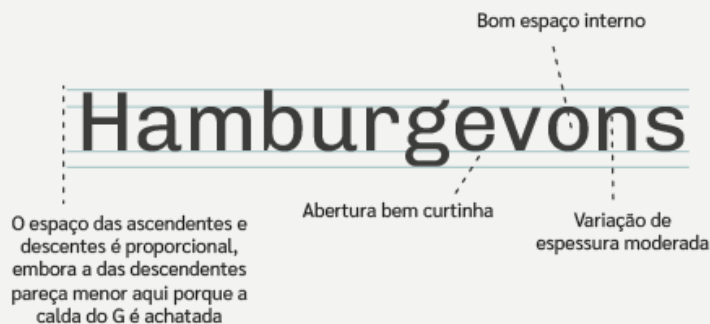 Bom espaço interno
Hamburgevons
Abertura bem curtinha
Variação de
espessura moderada
O espaço das ascendentes e
descentes é proporcional,
embora a das descendentes
pareça menor aqui porque a
calda do G é achatada